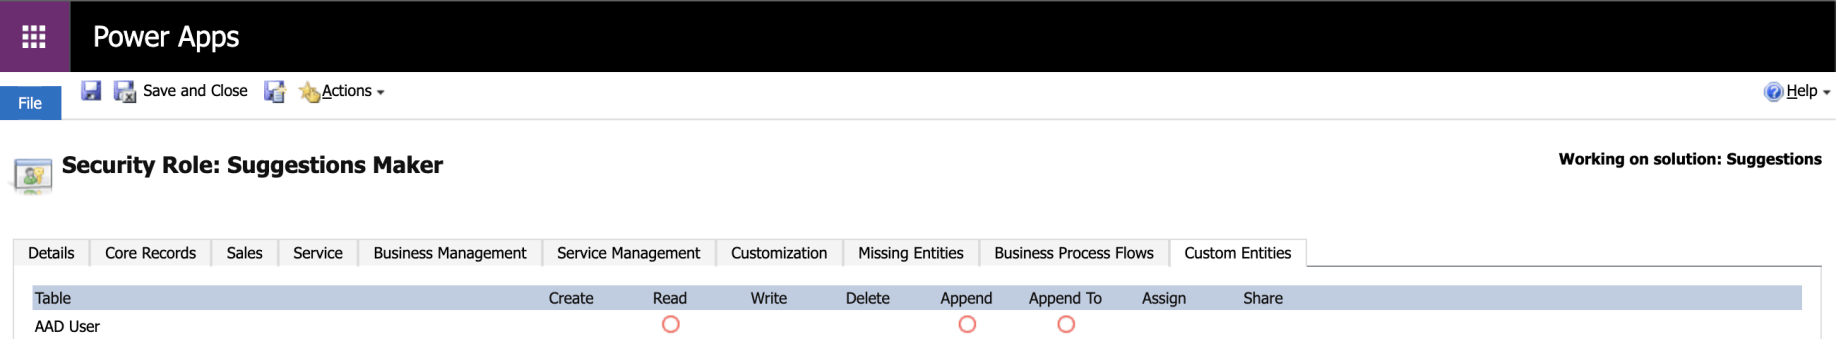 Power Apps
File Save and Close Actions Help
Security Role: Suggestions Maker
Working on solution: Suggestions
Details Core Records Sales Service Business Management Service Management Customization Missing Entities Business Process Flows Custom Entities
Table Create Read Write Delete Append Append To Assign Share
AAD User